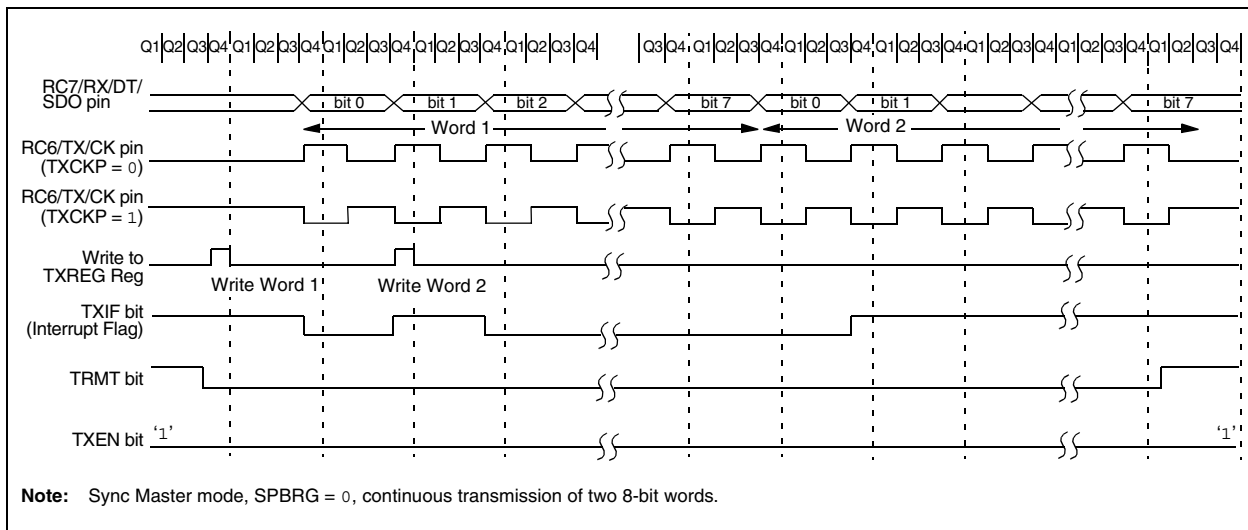 Q1 Q2 Q3 Q4 Q1 Q2 Q3 Q4 Q1 Q2 Q3 Q4 Q1 Q2 Q3 Q4 Q1 Q2 Q3 Q4 Q3 Q4 Q1 Q2 Q3 Q4 Q1 Q2 Q3 Q4 Q1 Q2 Q3 Q4 Q1 Q2 Q3 Q4 Q1 Q2 Q3 Q4 Q1 Q2 Q3 Q4
RC7/RX/DT/
SDO pin
bit 0 bit 1 bit 2 bit 7 bit 0 bit 1 bit 7
Word 1 Word 2
RC6/TX/CK pin
(TXCKP = 0)
RC6/TX/CK pin
(TXCKP = 1)
Write to
TXREG Reg
Write Word 1 Write Word 2
TXIF bit
(Interrupt Flag)
TRMT bit
TXEN bit '1' '1'
Note: Sync Master mode, SPBRG = 0, continuous transmission of two 8-bit words.